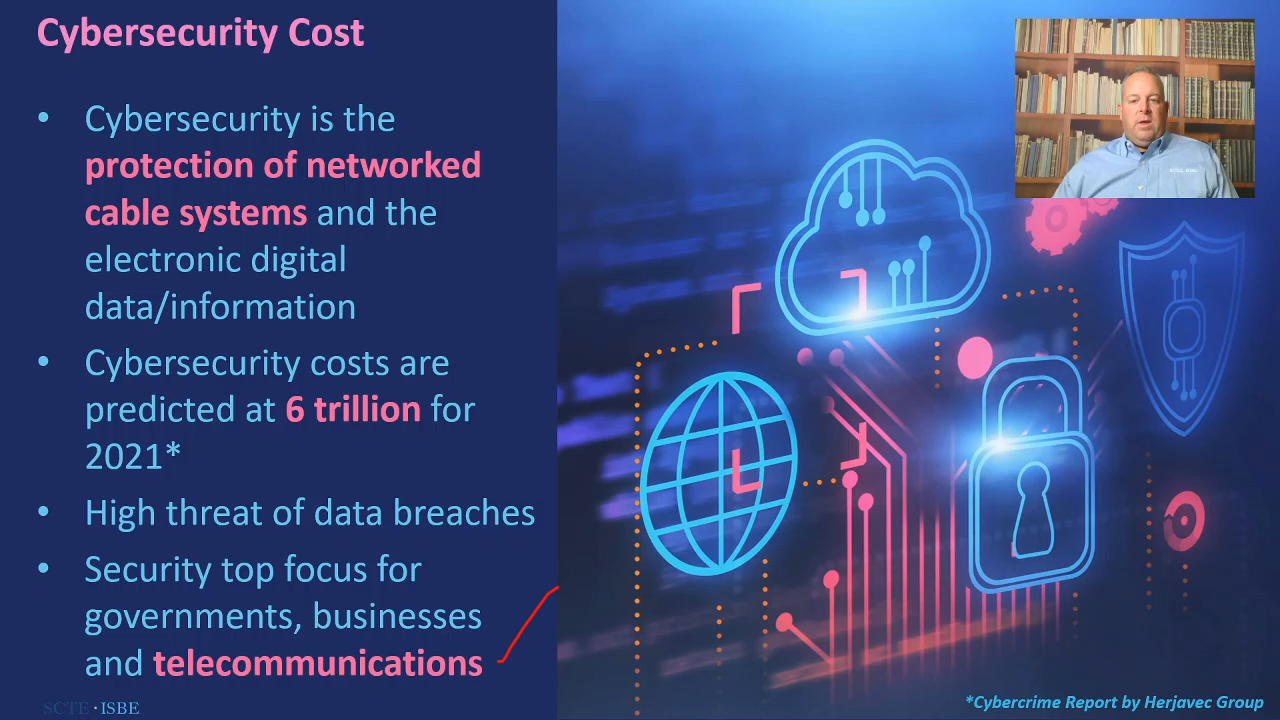 Cybersecurity Cost
• Cybersecurity is the
protection of networked
cable systems and the
electronic digital
data/information
• Cybersecurity costs are
predicted at 6 trillion for
2021*
• High threat of data breaches
• Security top focus for
governments, businesses
and telecommunications
SCTE • ISBE
*Cybercrime Report by Herjavec Group